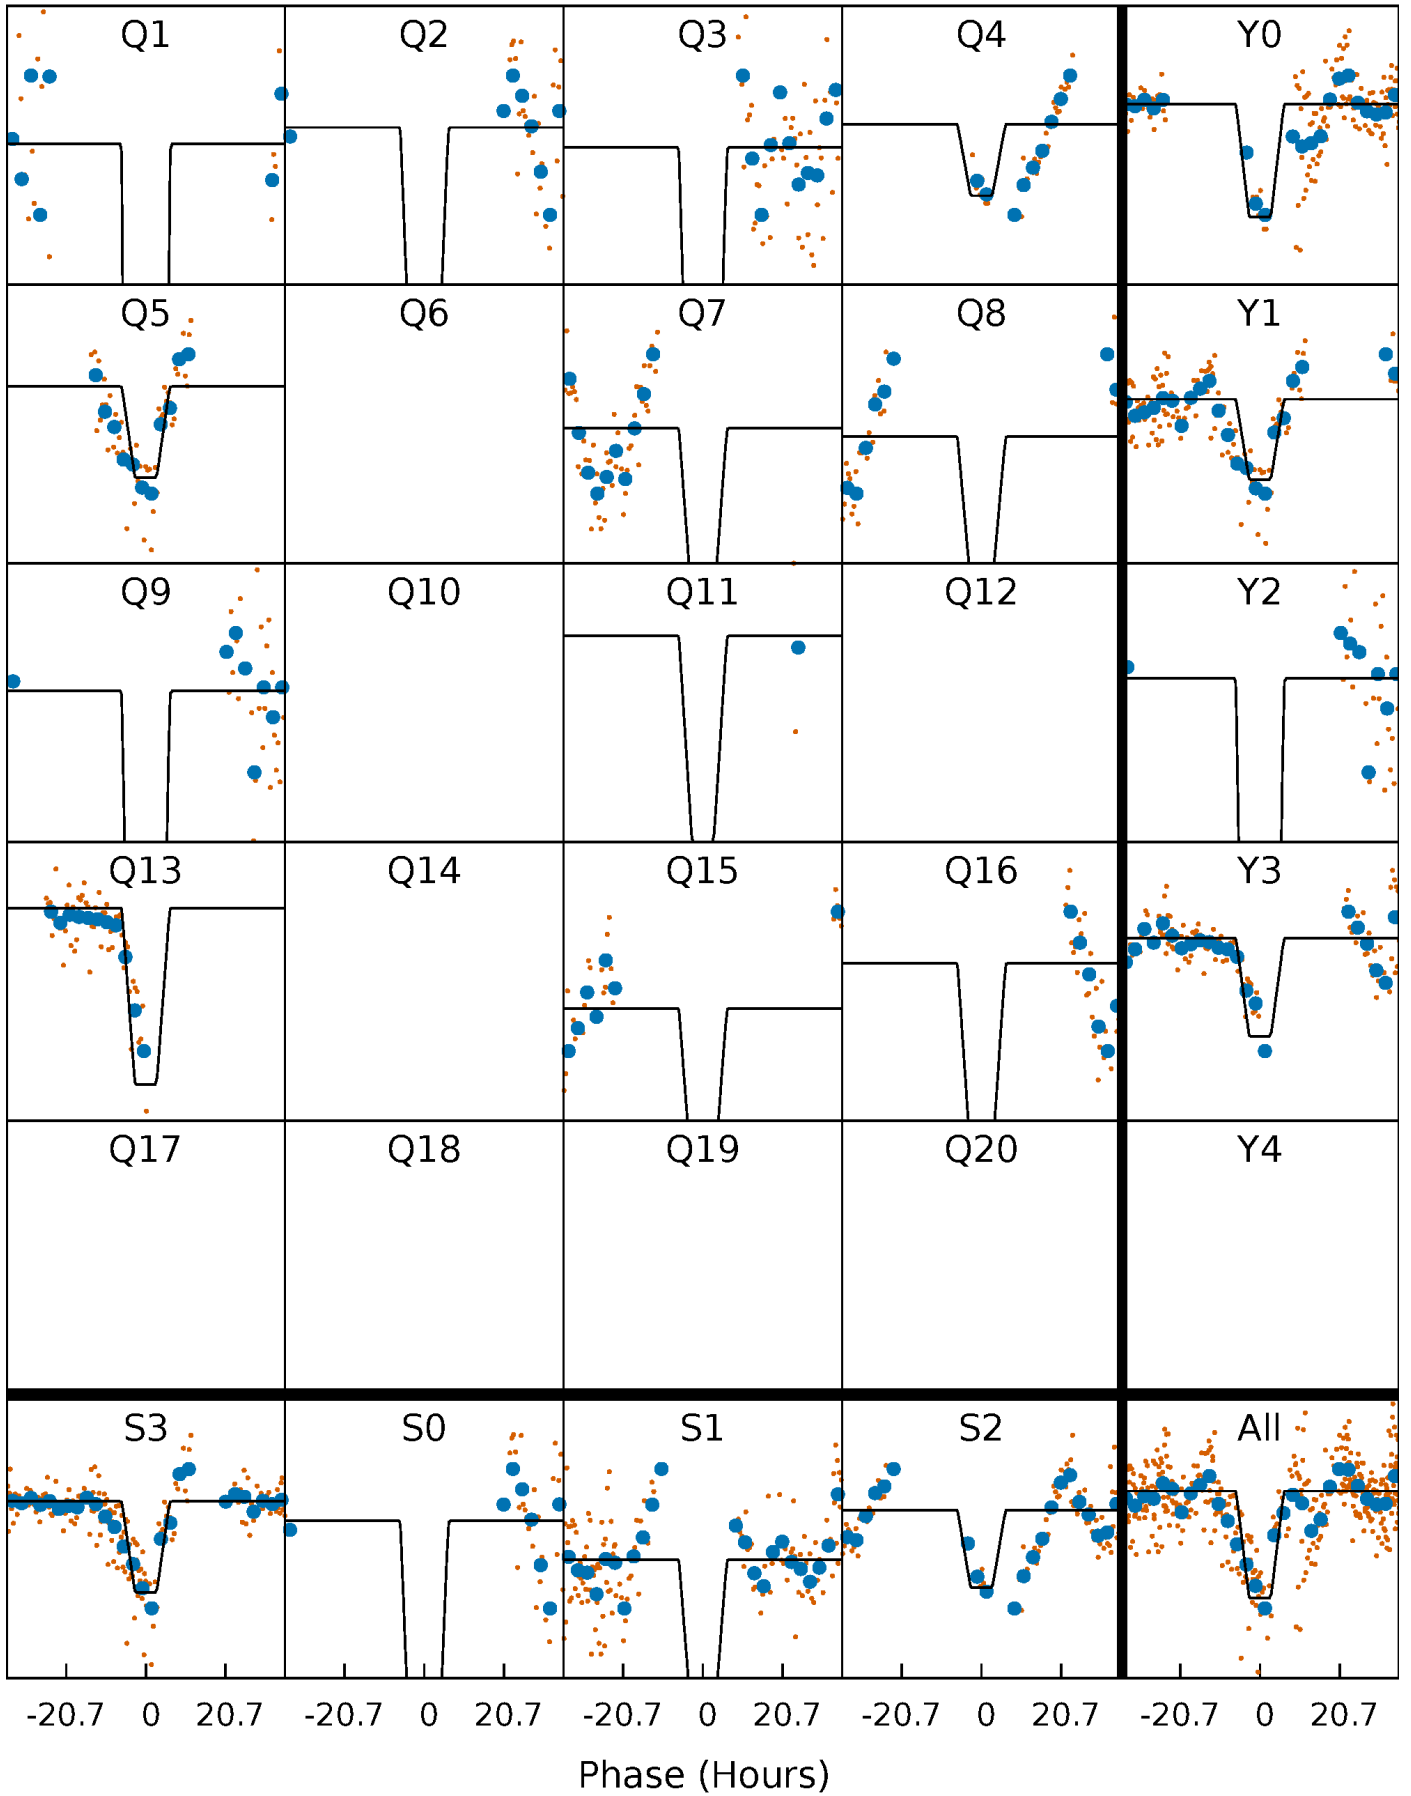 Q1 Q2 Q3 Q4 Y0
Q5 Q6 Q7 Q8 Y1
Q9 Q10 Q11 Q12 Y2
Q13 Q14 Q15 Q16 Y3
Q17 Q18 Q19 Q20 Y4
S3 S0 S1 S2 All
-20.7 0 20.7 -20.7 0 20.7 -20.7 0 20.7 -20.7 0 20.7 -20.7 0 20.7
Phase (Hours)